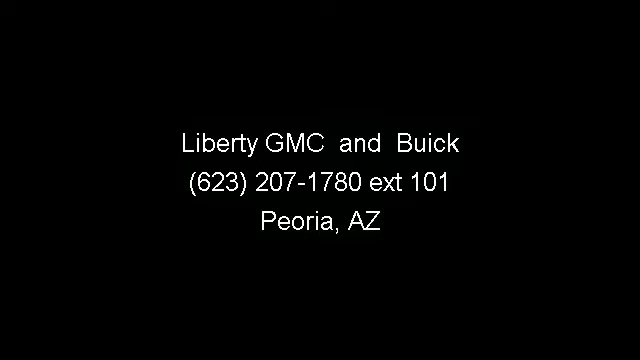 Liberty GMC  and  Buick
(623) 207-1780 ext 101
Peoria, AZ